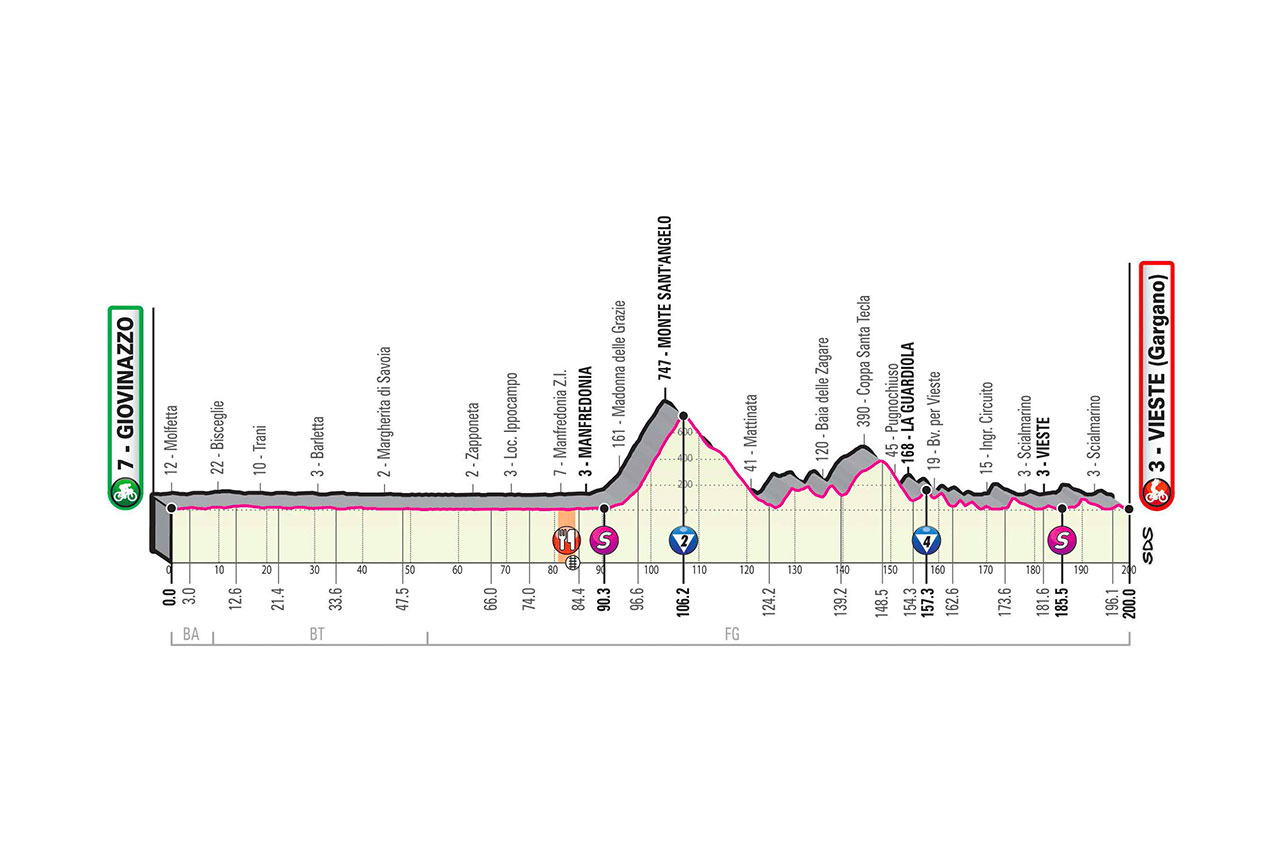 7 - GIOVINAZZO
12 - Molfetta
22 - Bisceglie
10 - Trani
3 - Barletta
2 - Margherita di Savoia
2 - Zapponeta
3 - Loc. Ippocampo
7 - Manfredonia Z.I.
3 - MANFREDONIA
161 - Madonna delle Grazie
747 - MONTE SANT'ANGELO
41 - Mattinata
120 - Baia delle Zagare
390 - Coppa Santa Tecla
45 - Pugnochiuso
168 - LA GUARDIOLA
19 - Bv. per Vieste
15 - Ingr. Circuito
3 - Scialmarino
3 - VIESTE
3 - Scialmarino
3 - VIESTE (Gargano)
600
400
200
0
S
2
4
S
SDS
0 10 20 30 40 50 60 70 80 90 100 110 120 130 140 150 160 170 180 190 200
0.0 3.0 12.6 21.4 33.6 47.5 66.0 74.0 84.4 90.3 96.6 106.2 124.2 139.2 148.5 154.3 157.3 162.6 173.6 181.6 185.5 196.1 200.0
BA BT FG